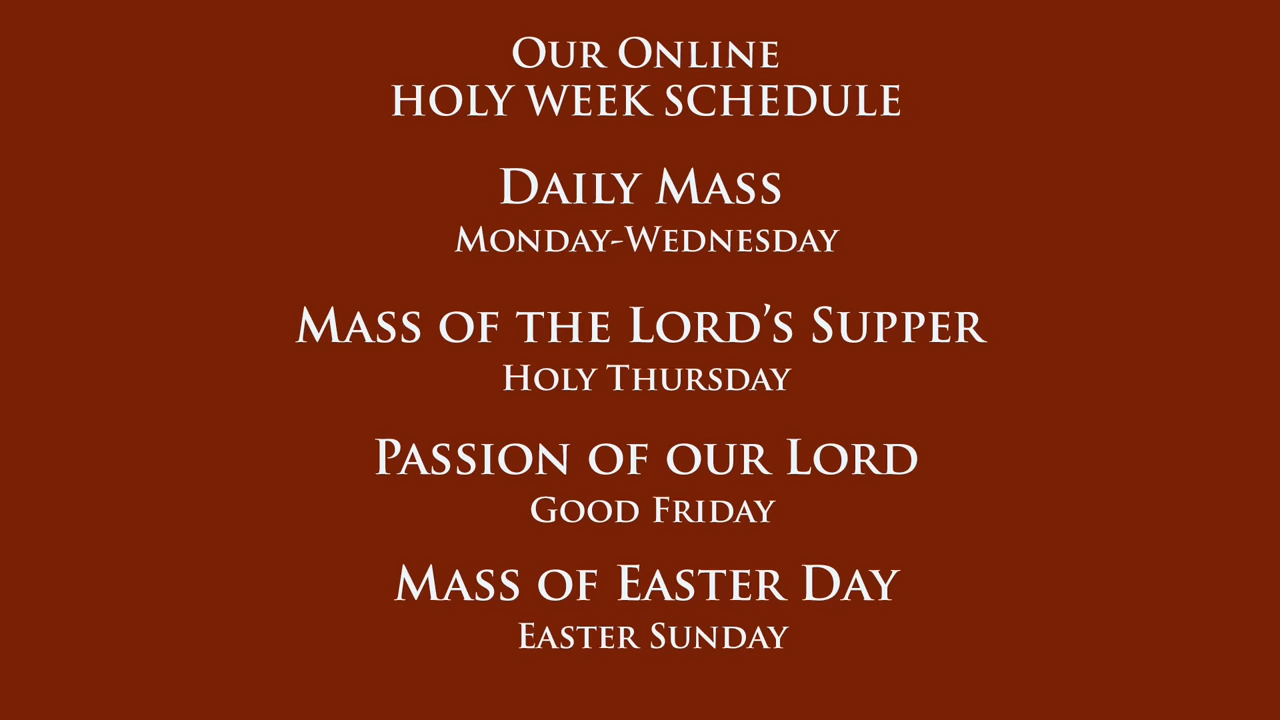 Our Online
HOLY WEEK SCHEDULE
Daily Mass
Monday-Wednesday
Mass of the Lord's Supper
Holy Thursday
Passion of our Lord
Good Friday
Mass of Easter Day
Easter Sunday